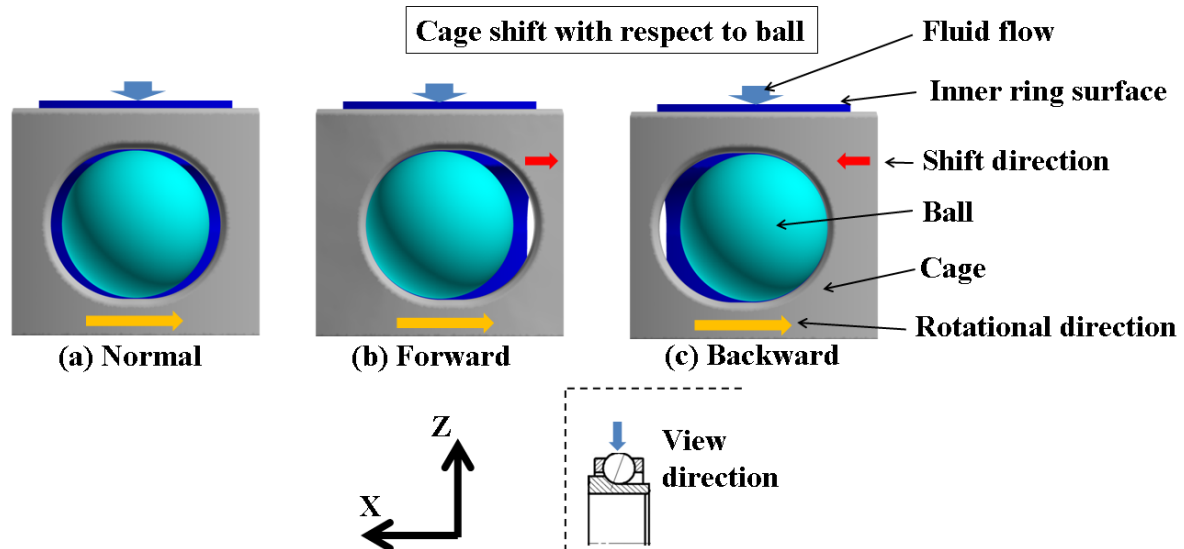 Cage shift with respect to ball
Fluid flow
Inner ring surface
Shift direction
Ball
Cage
Rotational direction
(a) Normal
(b) Forward
(c) Backward
Z
X
View
direction